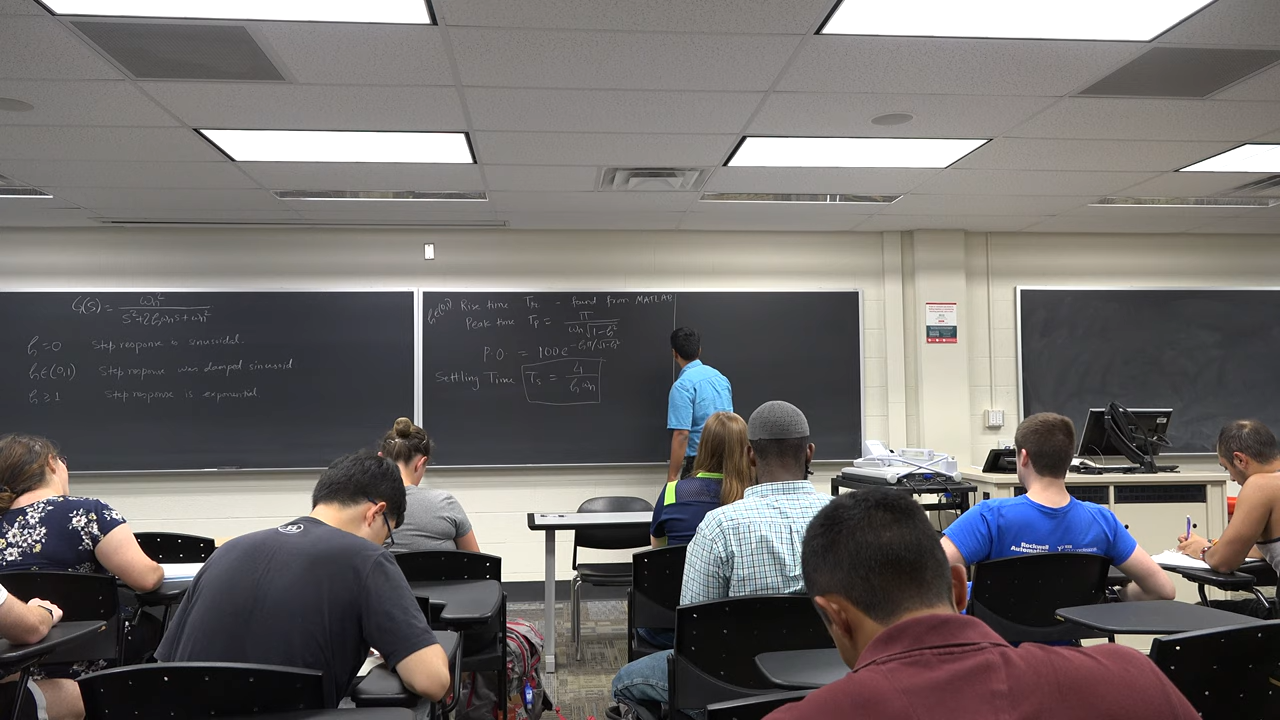 G(s) = ωn² / s²+2ζωns+ωn²
ζ=0 Step response is sinusoidal
ζ∈(0,1) Step response was damped sinusoid
ζ≥1 Step response is exponential.
ζ∈(0,1) Rise time Tr - found from MATLAB
Peak time Tp = π / ωn√1-ζ²
P.O. = 100e^-ζπ/√1-ζ²
Settling Time Ts = 4 / ζωn
Rockwell
Automation